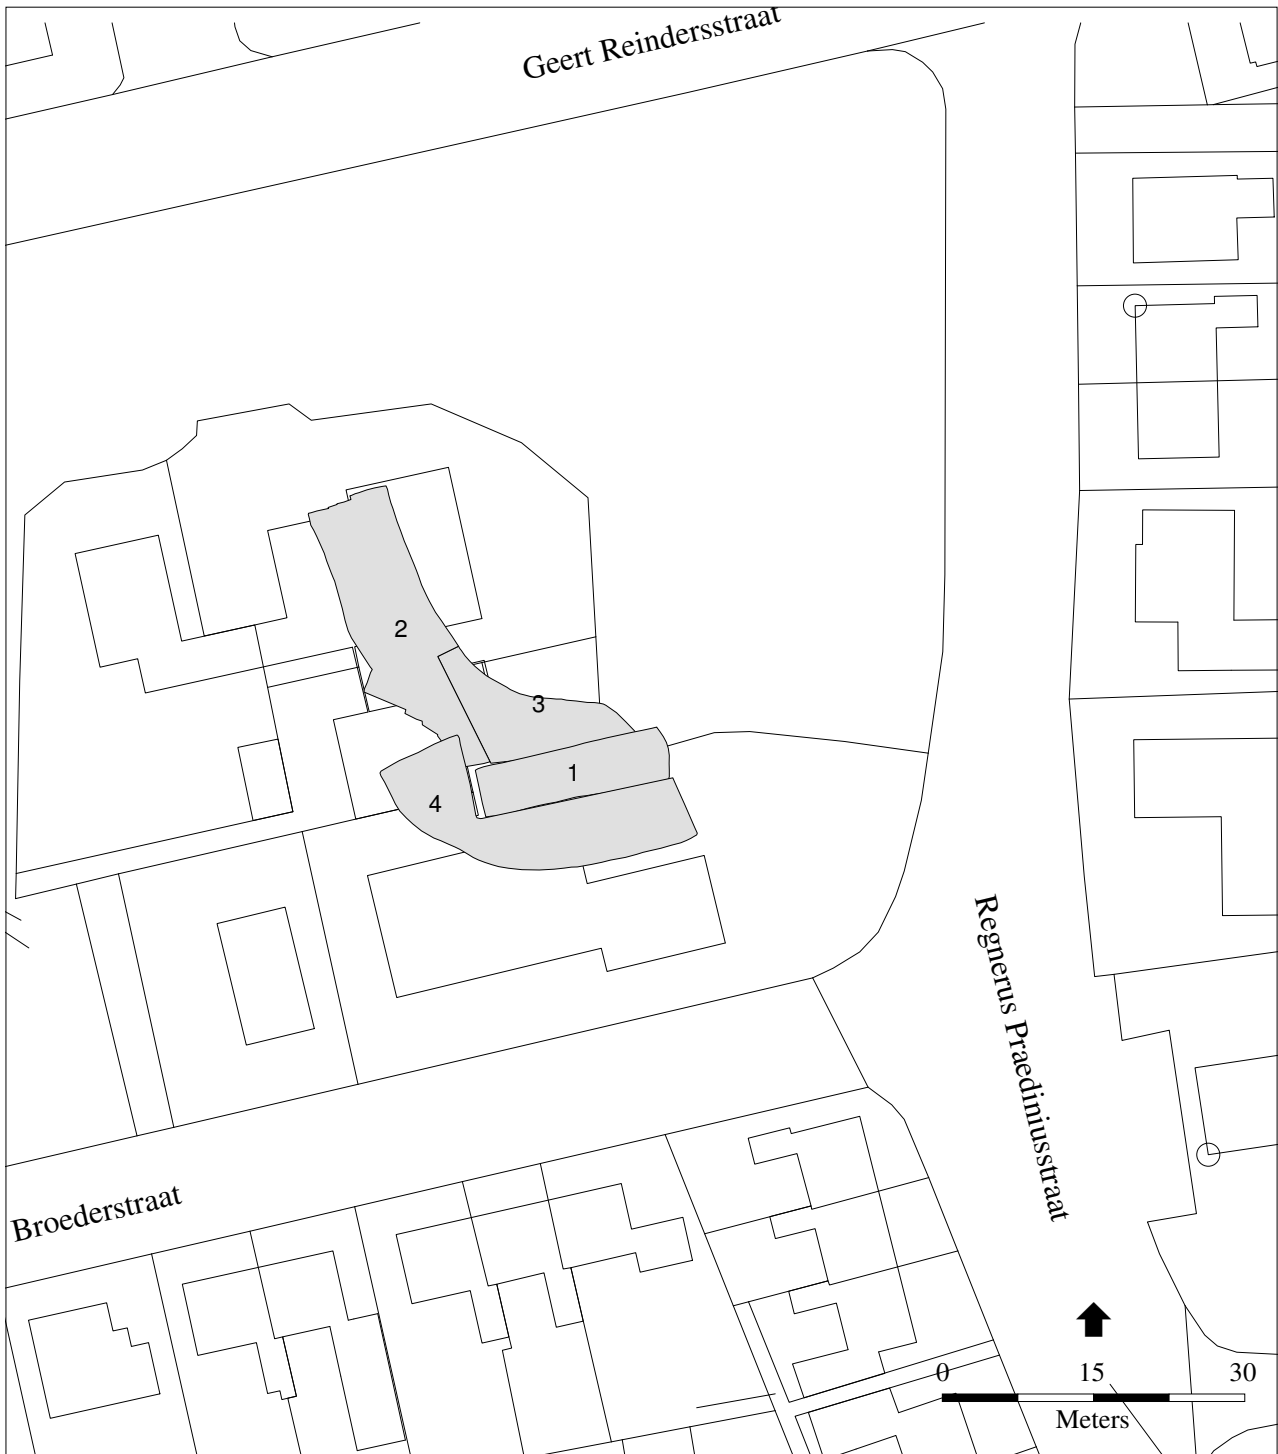 Geert Reindersstraat
2
3
1
4
Regnerus Praediniusstraat
Broederstraat
0 15 30
Meters